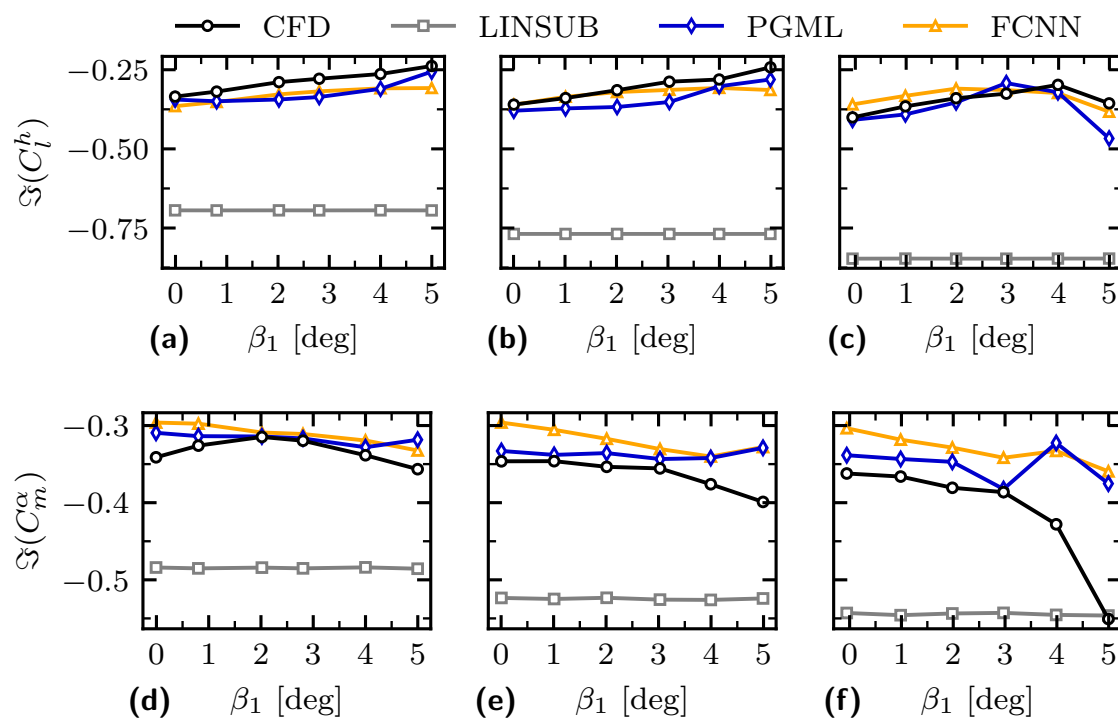 CFD LINSUB PGML FCNN
ℑ(C_l^h)
−0.25
−0.50
−0.75
0 1 2 3 4 5
0 1 2 3 4 5
0 1 2 3 4 5
(a) β₁ [deg]
(b) β₁ [deg]
(c) β₁ [deg]
ℑ(C_m^α)
−0.3
−0.4
−0.5
0 1 2 3 4 5
0 1 2 3 4 5
0 1 2 3 4 5
(d) β₁ [deg]
(e) β₁ [deg]
(f) β₁ [deg]